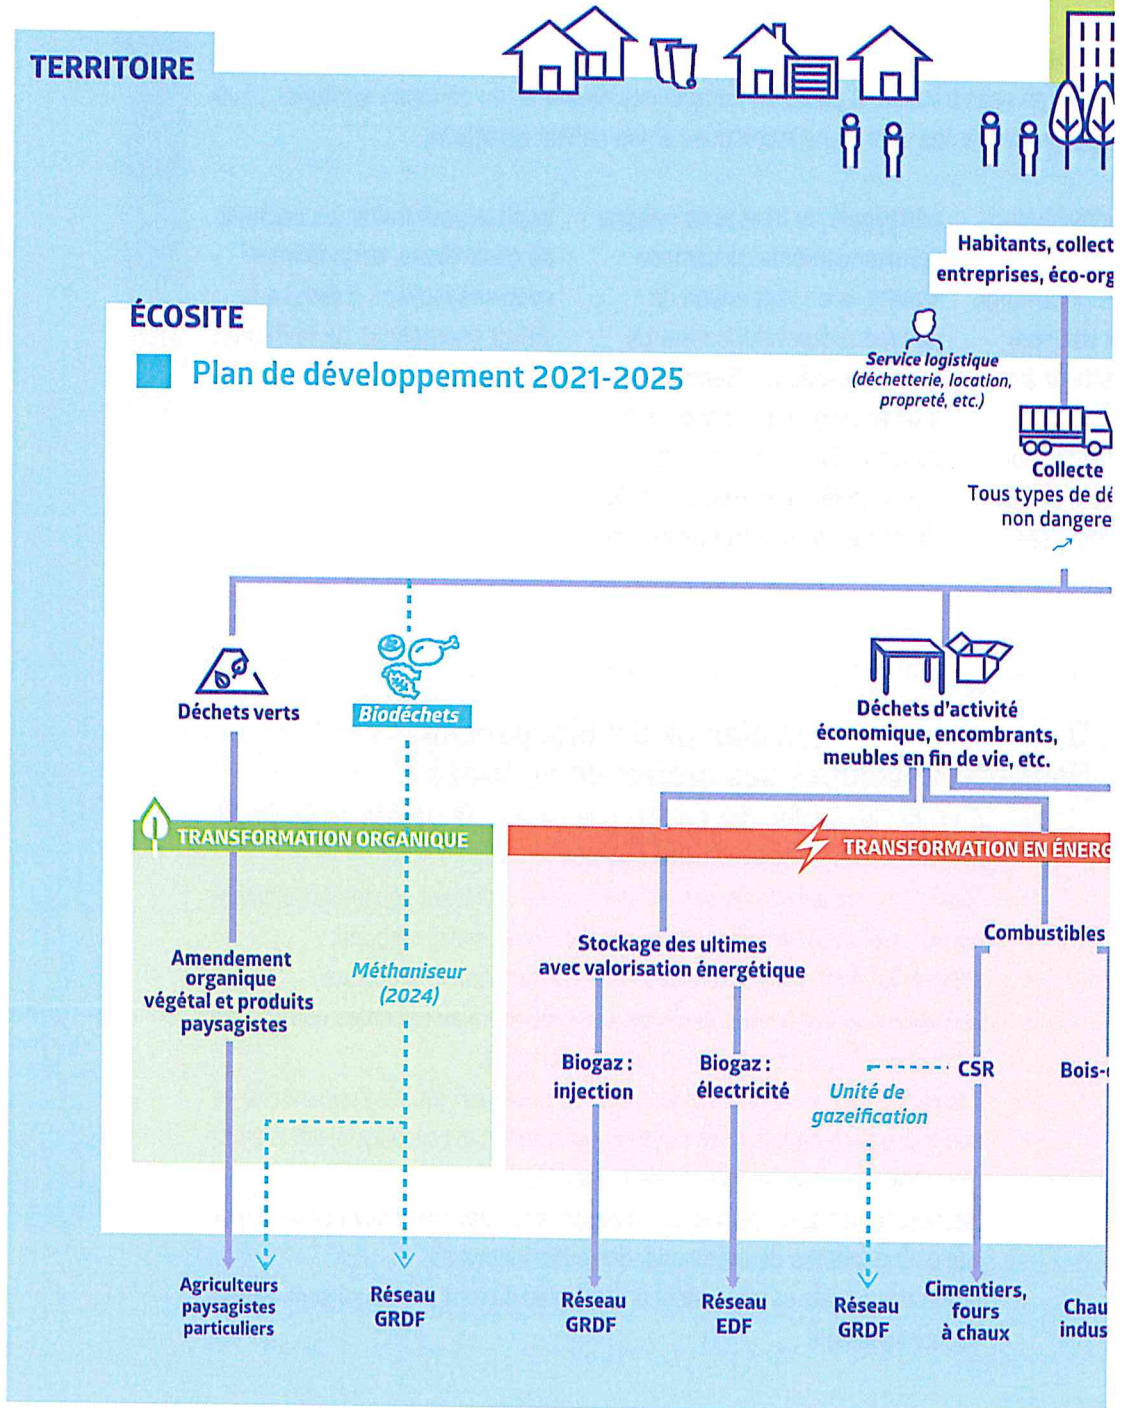 TERRITOIRE
Habitants, collect
entreprises, éco-org
ÉCOSITE
Plan de développement 2021-2025
Service logistique
(déchetterie, location,
propreté, etc.)
Collecte
Tous types de dé
non dangere
Déchets verts
Biodéchets
Déchets d'activité
économique, encombrants,
meubles en fin de vie, etc.
TRANSFORMATION ORGANIQUE
TRANSFORMATION EN ÉNERG
Amendement
organique
végétal et produits
paysagistes
Méthaniseur
(2024)
Stockage des ultimes
avec valorisation énergétique
Combustibles
Biogaz :
injection
Biogaz :
électricité
Unité de
gazeification
CSR
Bois-
Agriculteurs
paysagistes
particuliers
Réseau
GRDF
Réseau
GRDF
Réseau
EDF
Réseau
GRDF
Cimentiers,
fours
à chaux
Chau
indus